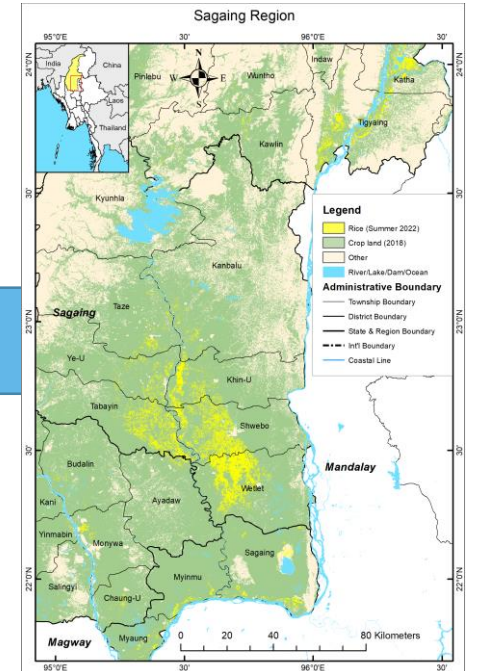 Sagaing Region
95°0'E
30'
96°0'E
30'
India
China
Laos
Thailand
N
W
E
S
24°0'N
24°0'N
Pinlebu
Wuntho
Indaw
Katha
Tigyaing
Kawlin
30'
30'
Kyunhla
Kanbalu
Legend
Rice (Summer 2022)
Crop land (2018)
Other
River/Lake/Dam/Ocean
Administrative Boundary
Township Boundary
District Boundary
State & Region Boundary
Int'l Boundary
Coastal Line
23°0'N
23°0'N
Sagaing
Taze
Ye-U
Khin-U
Tabayin
Shwebo
30'
30'
Mandalay
Budalin
Wetlet
Kani
Ayadaw
Yinmabin
Monywa
Sagaing
22°0'N
22°0'N
Salingyi
Myinmu
Chaung-U
Magway
Myaung
0 20 40 80 Kilometers
95°0'E
30'
96°0'E
30'